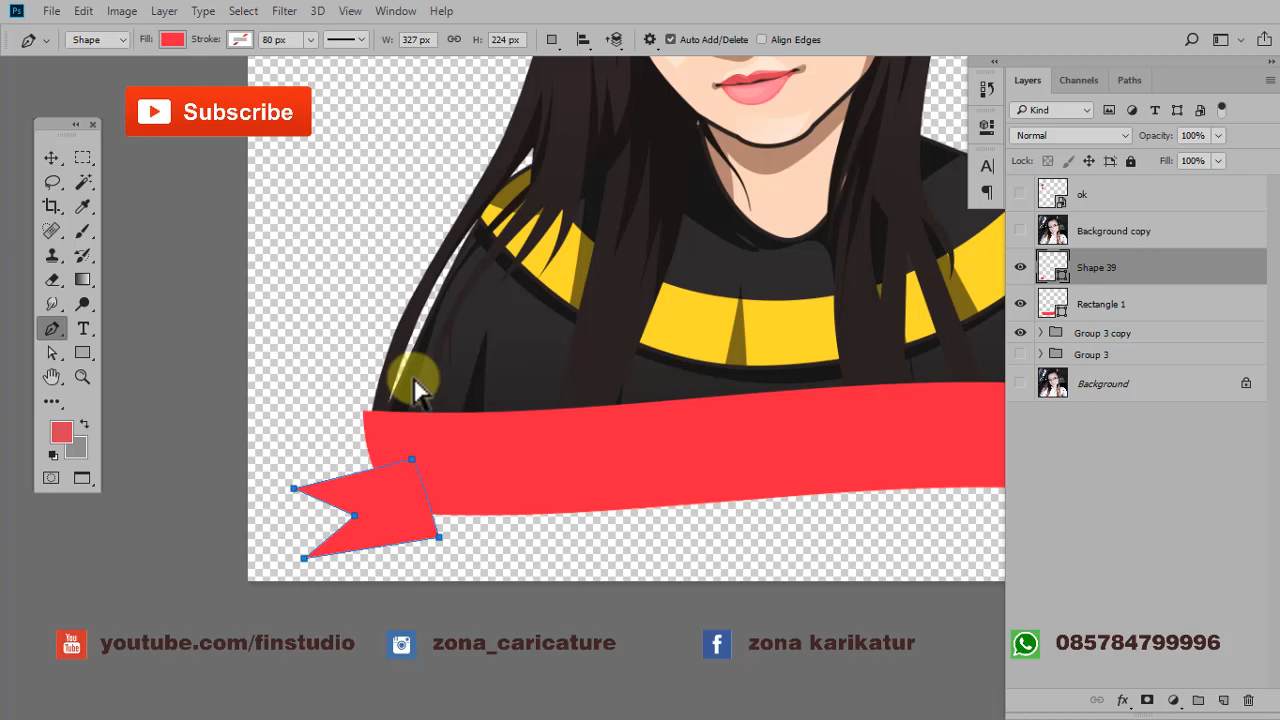 Ps File Edit Image Layer Type Select Filter 3D View Window Help
Shape Fill: Stroke: 80 px W: 327 px H: 224 px Auto Add/Delete Align Edges
Subscribe
Layers Channels Paths
Kind
Normal Opacity: 100%
Lock: Fill: 100%
ok
Background copy
Shape 39
Rectangle 1
Group 3 copy
Group 3
Background
You Tube youtube.com/finstudio zona_caricature f zona karikatur 085784799996
fx